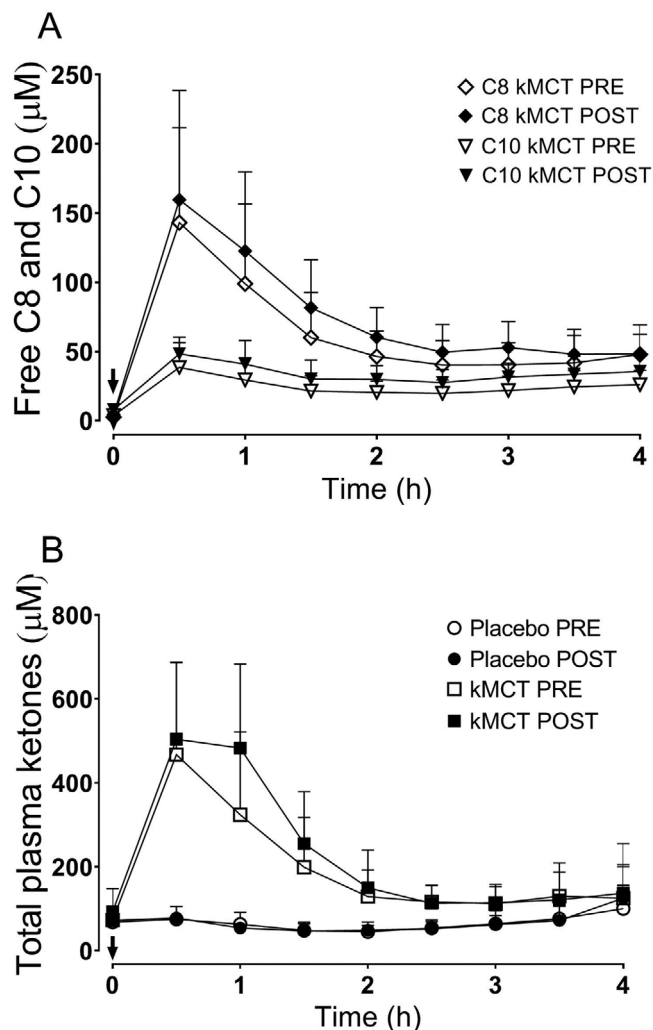 A
Free C8 and C10 (μM)
250
200
150
100
50
0
C8 kMCT PRE
C8 kMCT POST
C10 kMCT PRE
C10 kMCT POST
0 1 2 3 4
Time (h)
B
Total plasma ketones (μM)
800
600
400
200
0
Placebo PRE
Placebo POST
kMCT PRE
kMCT POST
0 1 2 3 4
Time (h)